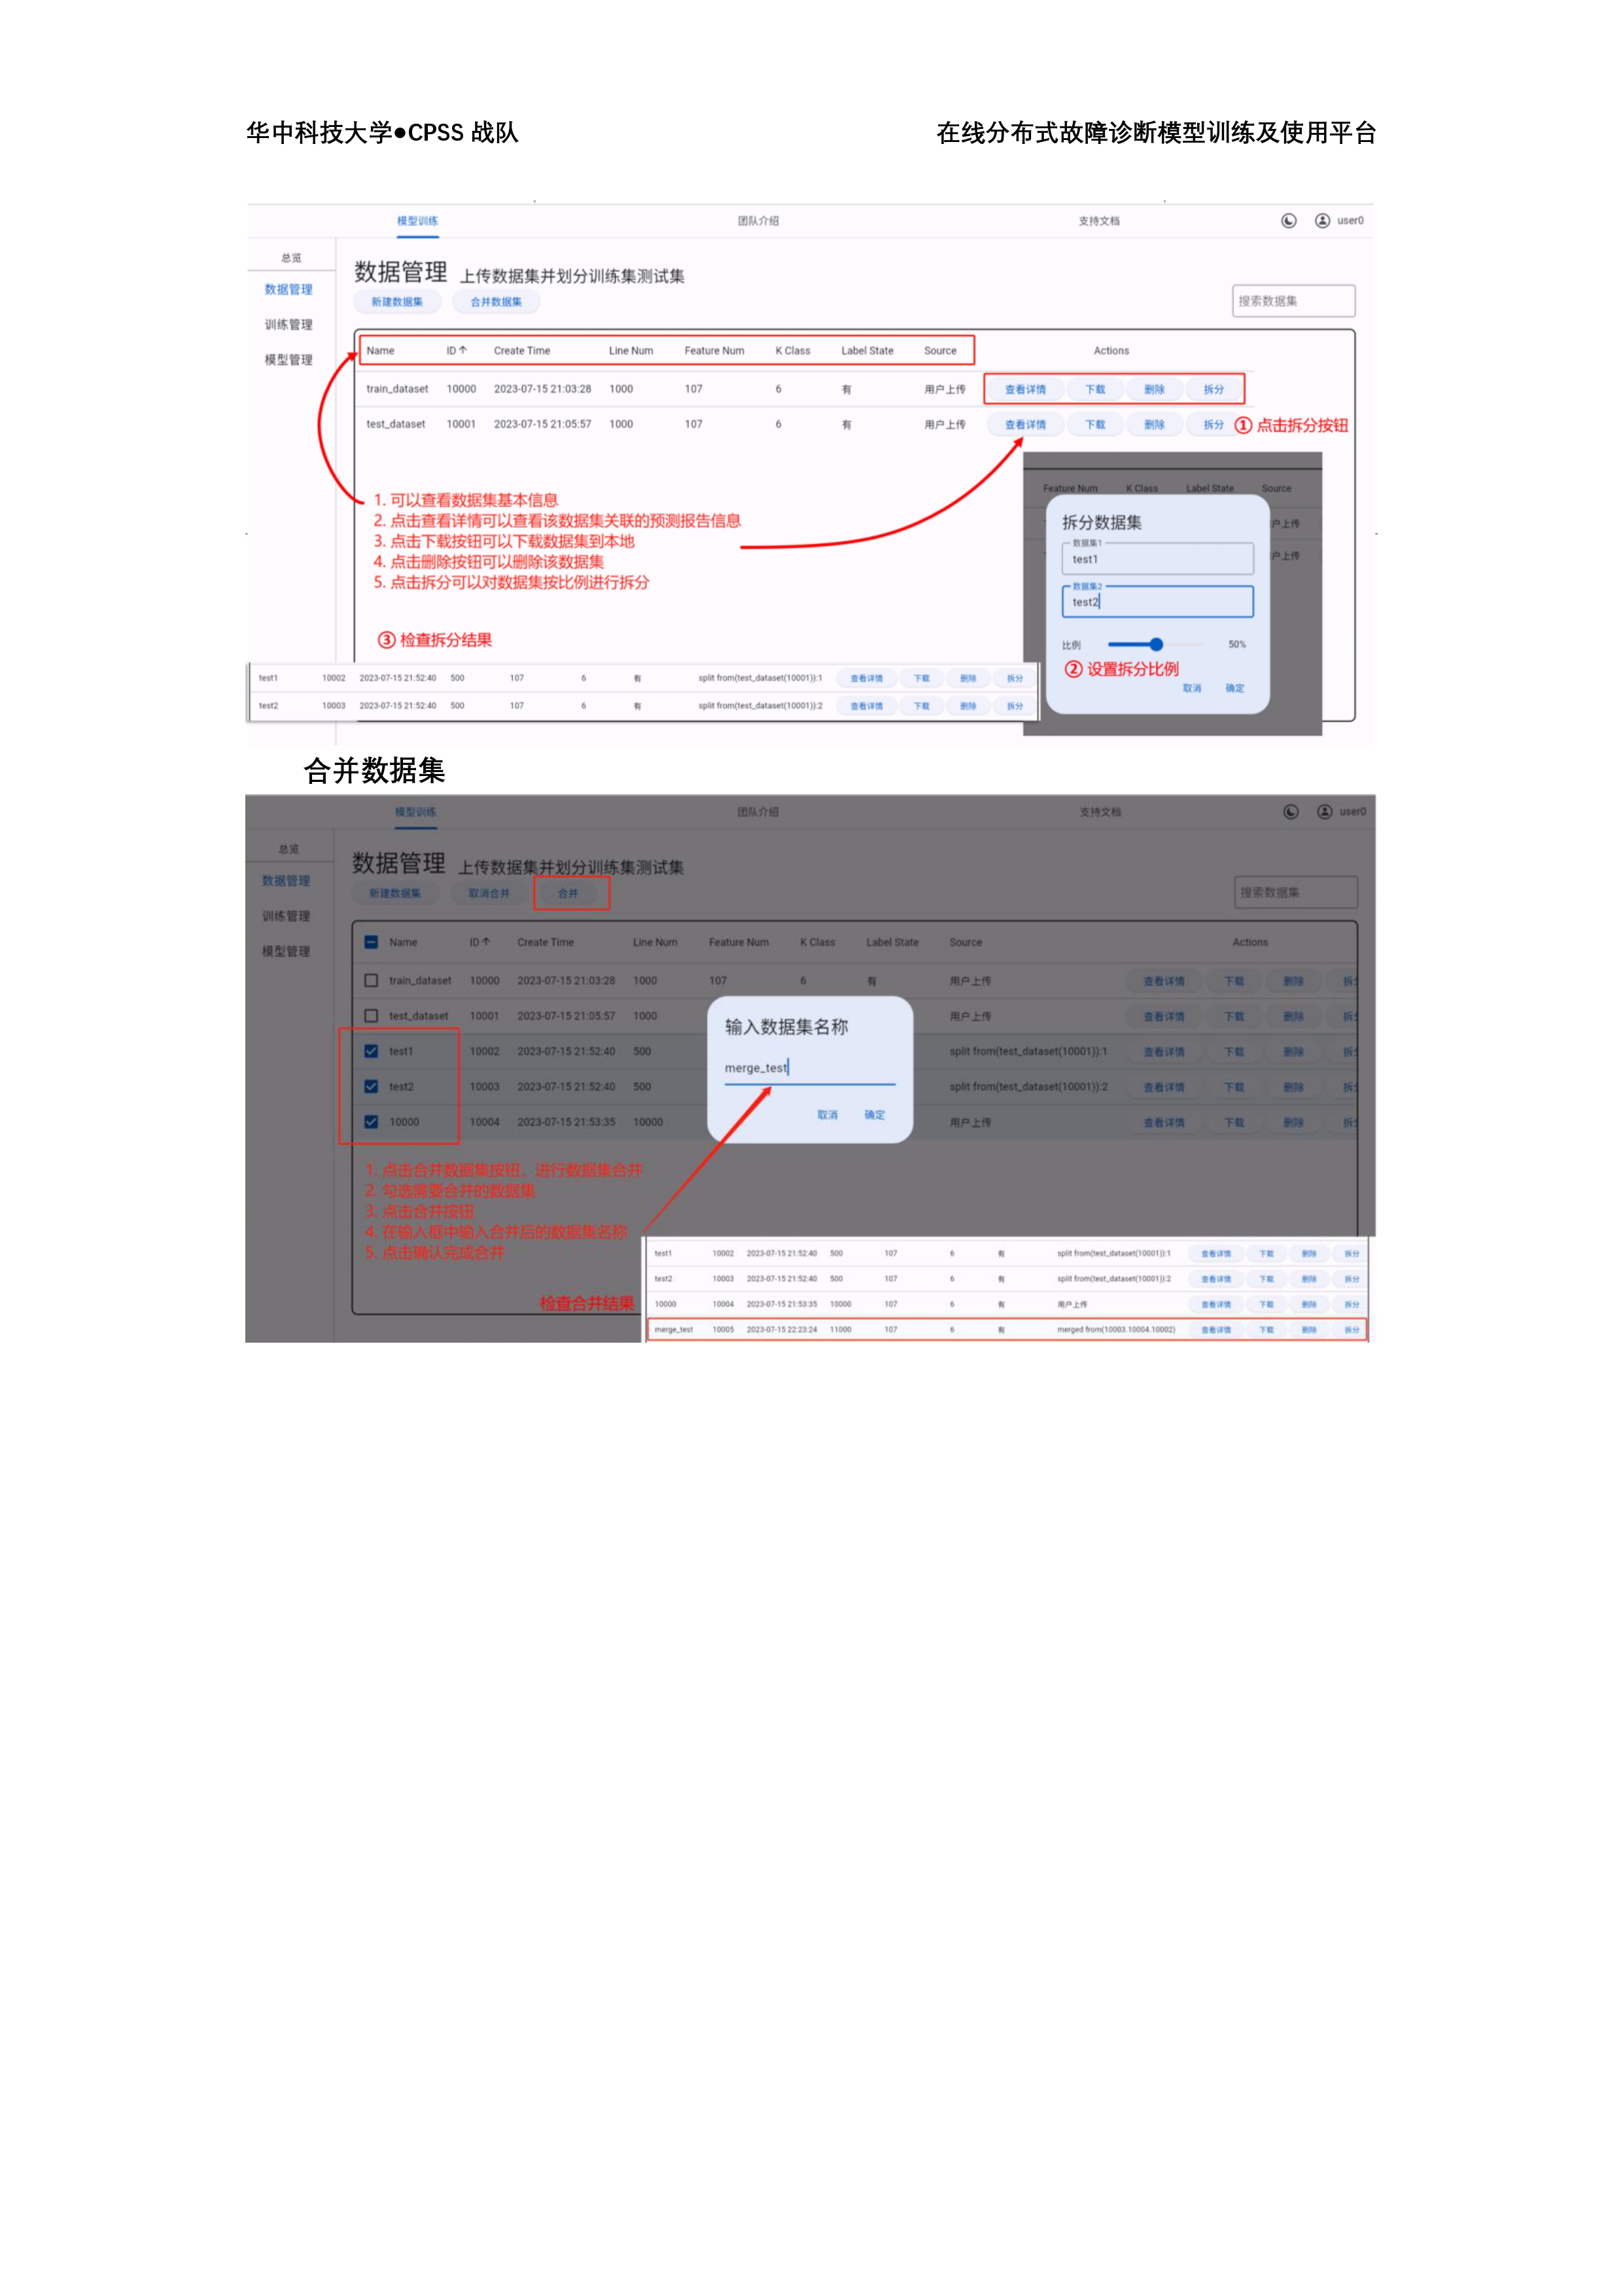 华中科技大学●CPSS 战队 在线分布式故障诊断模型训练及使用平台
模型训练 团队介绍 支持文档 user0
总览
数据管理
训练管理
模型管理
数据管理 上传数据集并划分训练集测试集
新建数据集 合并数据集 搜索数据集
Name ID↑ Create Time Line Num Feature Num K Class Label State Source Actions
train_dataset 10000 2023-07-15 21:03:28 1000 107 6 有 用户上传 查看详情 下载 删除 拆分
test_dataset 10001 2023-07-15 21:05:57 1000 107 6 有 用户上传 查看详情 下载 删除 拆分 ① 点击拆分按钮
1. 可以查看数据集基本信息
2. 点击查看详情可以查看该数据集关联的预测报告信息
3. 点击下载按钮可以下载数据集到本地
4. 点击删除按钮可以删除该数据集
5. 点击拆分可以对数据集按比例进行拆分
Feature Num K Class Label State Source
户上传
户上传
拆分数据集
数据集1
test1
数据集2
test2
比例 50%
② 设置拆分比例
取消 确定
③ 检查拆分结果
test1 10002 2023-07-15 21:52:40 500 107 6 有 split from(test_dataset(10001)):1 查看详情 下载 删除 拆分
test2 10003 2023-07-15 21:52:40 500 107 6 有 split from(test_dataset(10001)):2 查看详情 下载 删除 拆分
合并数据集
模型训练 团队介绍 支持文档 user0
总览
数据管理
训练管理
模型管理
数据管理 上传数据集并划分训练集测试集
新建数据集 取消合并 合并 搜索数据集
Name ID↑ Create Time Line Num Feature Num K Class Label State Source Actions
train_dataset 10000 2023-07-15 21:03:28 1000 107 6 有 用户上传 查看详情 下载 删除 拆
test_dataset 10001 2023-07-15 21:05:57 1000 用户上传 查看详情 下载 删除 拆
test1 10002 2023-07-15 21:52:40 500 split from(test_dataset(10001)):1 查看详情 下载 删除 拆
test2 10003 2023-07-15 21:52:40 500 split from(test_dataset(10001)):2 查看详情 下载 删除 拆
10000 10004 2023-07-15 21:53:35 10000 用户上传 查看详情 下载 删除 拆
输入数据集名称
merge_test
取消 确定
1. 点击合并数据集按钮，进行数据集合并
2. 勾选需要合并的数据集
3. 点击合并按钮
4. 在输入框中输入合并后的数据集名称
5. 点击确认完成合并
检查合并结果
test1 10002 2023-07-15 21:52:40 500 107 6 有 split from(test_dataset(10001)):1 查看详情 下载 删除 拆分
test2 10003 2023-07-15 21:52:40 500 107 6 有 split from(test_dataset(10001)):2 查看详情 下载 删除 拆分
10000 10004 2023-07-15 21:53:35 10000 107 6 有 用户上传 查看详情 下载 删除 拆分
merge_test 10005 2023-07-15 22:23:24 11000 107 6 有 merged from(10003.10004.10002) 查看详情 下载 删除 拆分